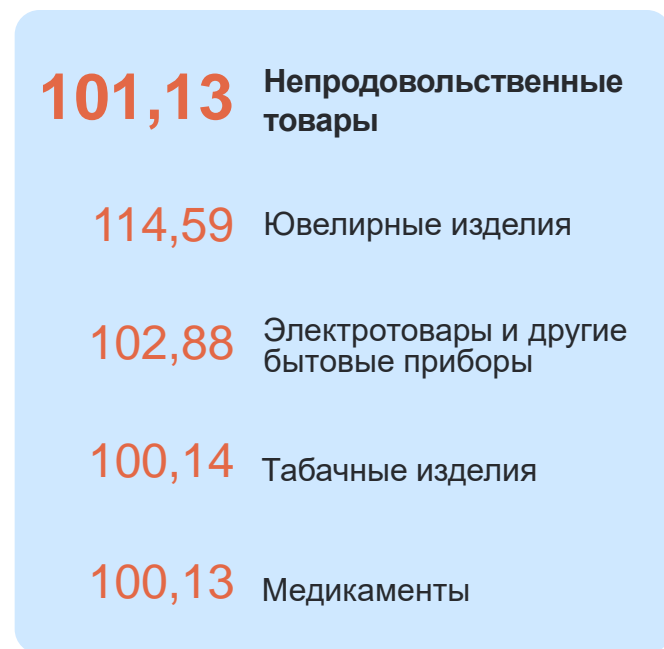 101,13 Непродовольственные
товары
114,59 Ювелирные изделия
102,88 Электротовары и другие
бытовые приборы
100,14 Табачные изделия
100,13 Медикаменты